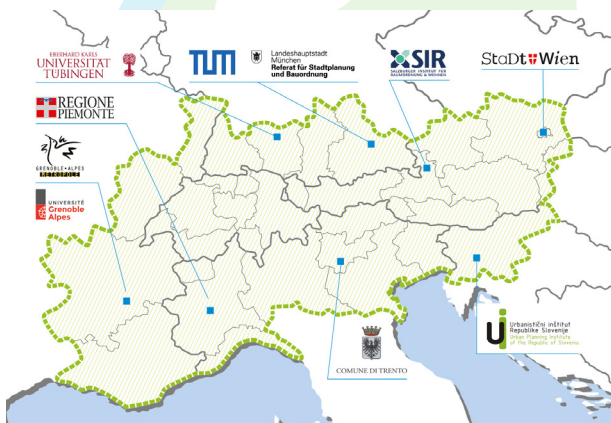 EBERHARD KARLS
UNIVERSITÄT
TÜBINGEN
TUM
Landeshauptstadt
München
Referat für Stadtplanung
und Bauordnung
SIR
SALZBURGER INSTITUT FÜR
RAUMORDNUNG & WOHNEN
StaDt Wien
REGIONE
PIEMONTE
GRENOBLE-ALPES
METROPOLE
UNIVERSITÉ
Grenoble
Alpes
COMUNE DI TRENTO
Urbanistični inštitut
Republike Slovenije
Urban Planning Institute
of the Republic of Slovenia